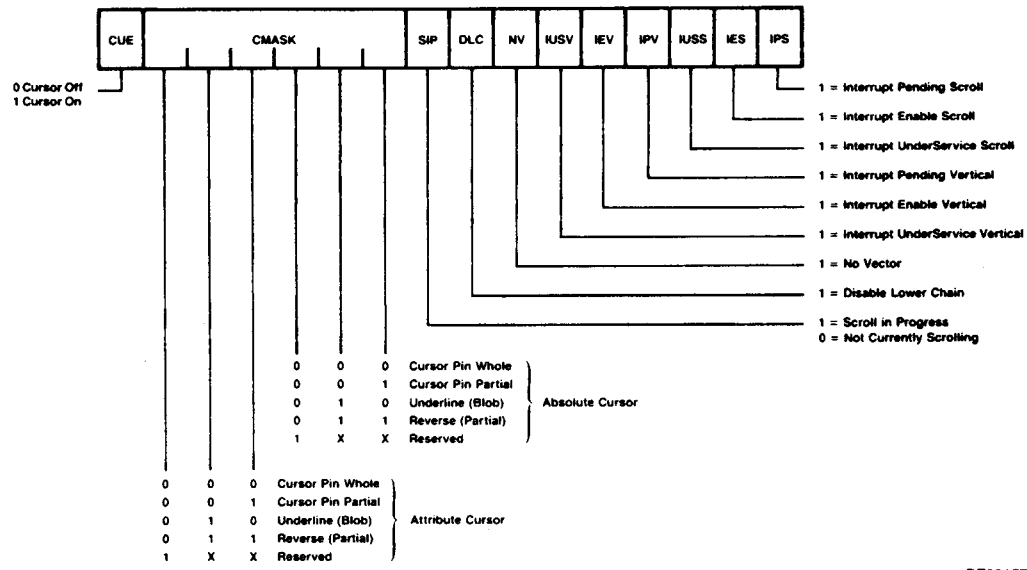 CUE CMASK SIP DLC NV IUSV IEV IPV IUSS IES IPS
0 Cursor Off
1 Cursor On
1 = Interrupt Pending Scroll
1 = Interrupt Enable Scroll
1 = Interrupt UnderService Scroll
1 = Interrupt Pending Vertical
1 = Interrupt Enable Vertical
1 = Interrupt UnderService Vertical
1 = No Vector
1 = Disable Lower Chain
1 = Scroll in Progress
0 = Not Currently Scrolling
0 0 0 Cursor Pin Whole
0 0 1 Cursor Pin Partial
0 1 0 Underline (Blob) Absolute Cursor
0 1 1 Reverse (Partial)
1 X X Reserved
0 0 0 Cursor Pin Whole
0 0 1 Cursor Pin Partial
0 1 0 Underline (Blob) Attribute Cursor
0 1 1 Reverse (Partial)
1 X X Reserved